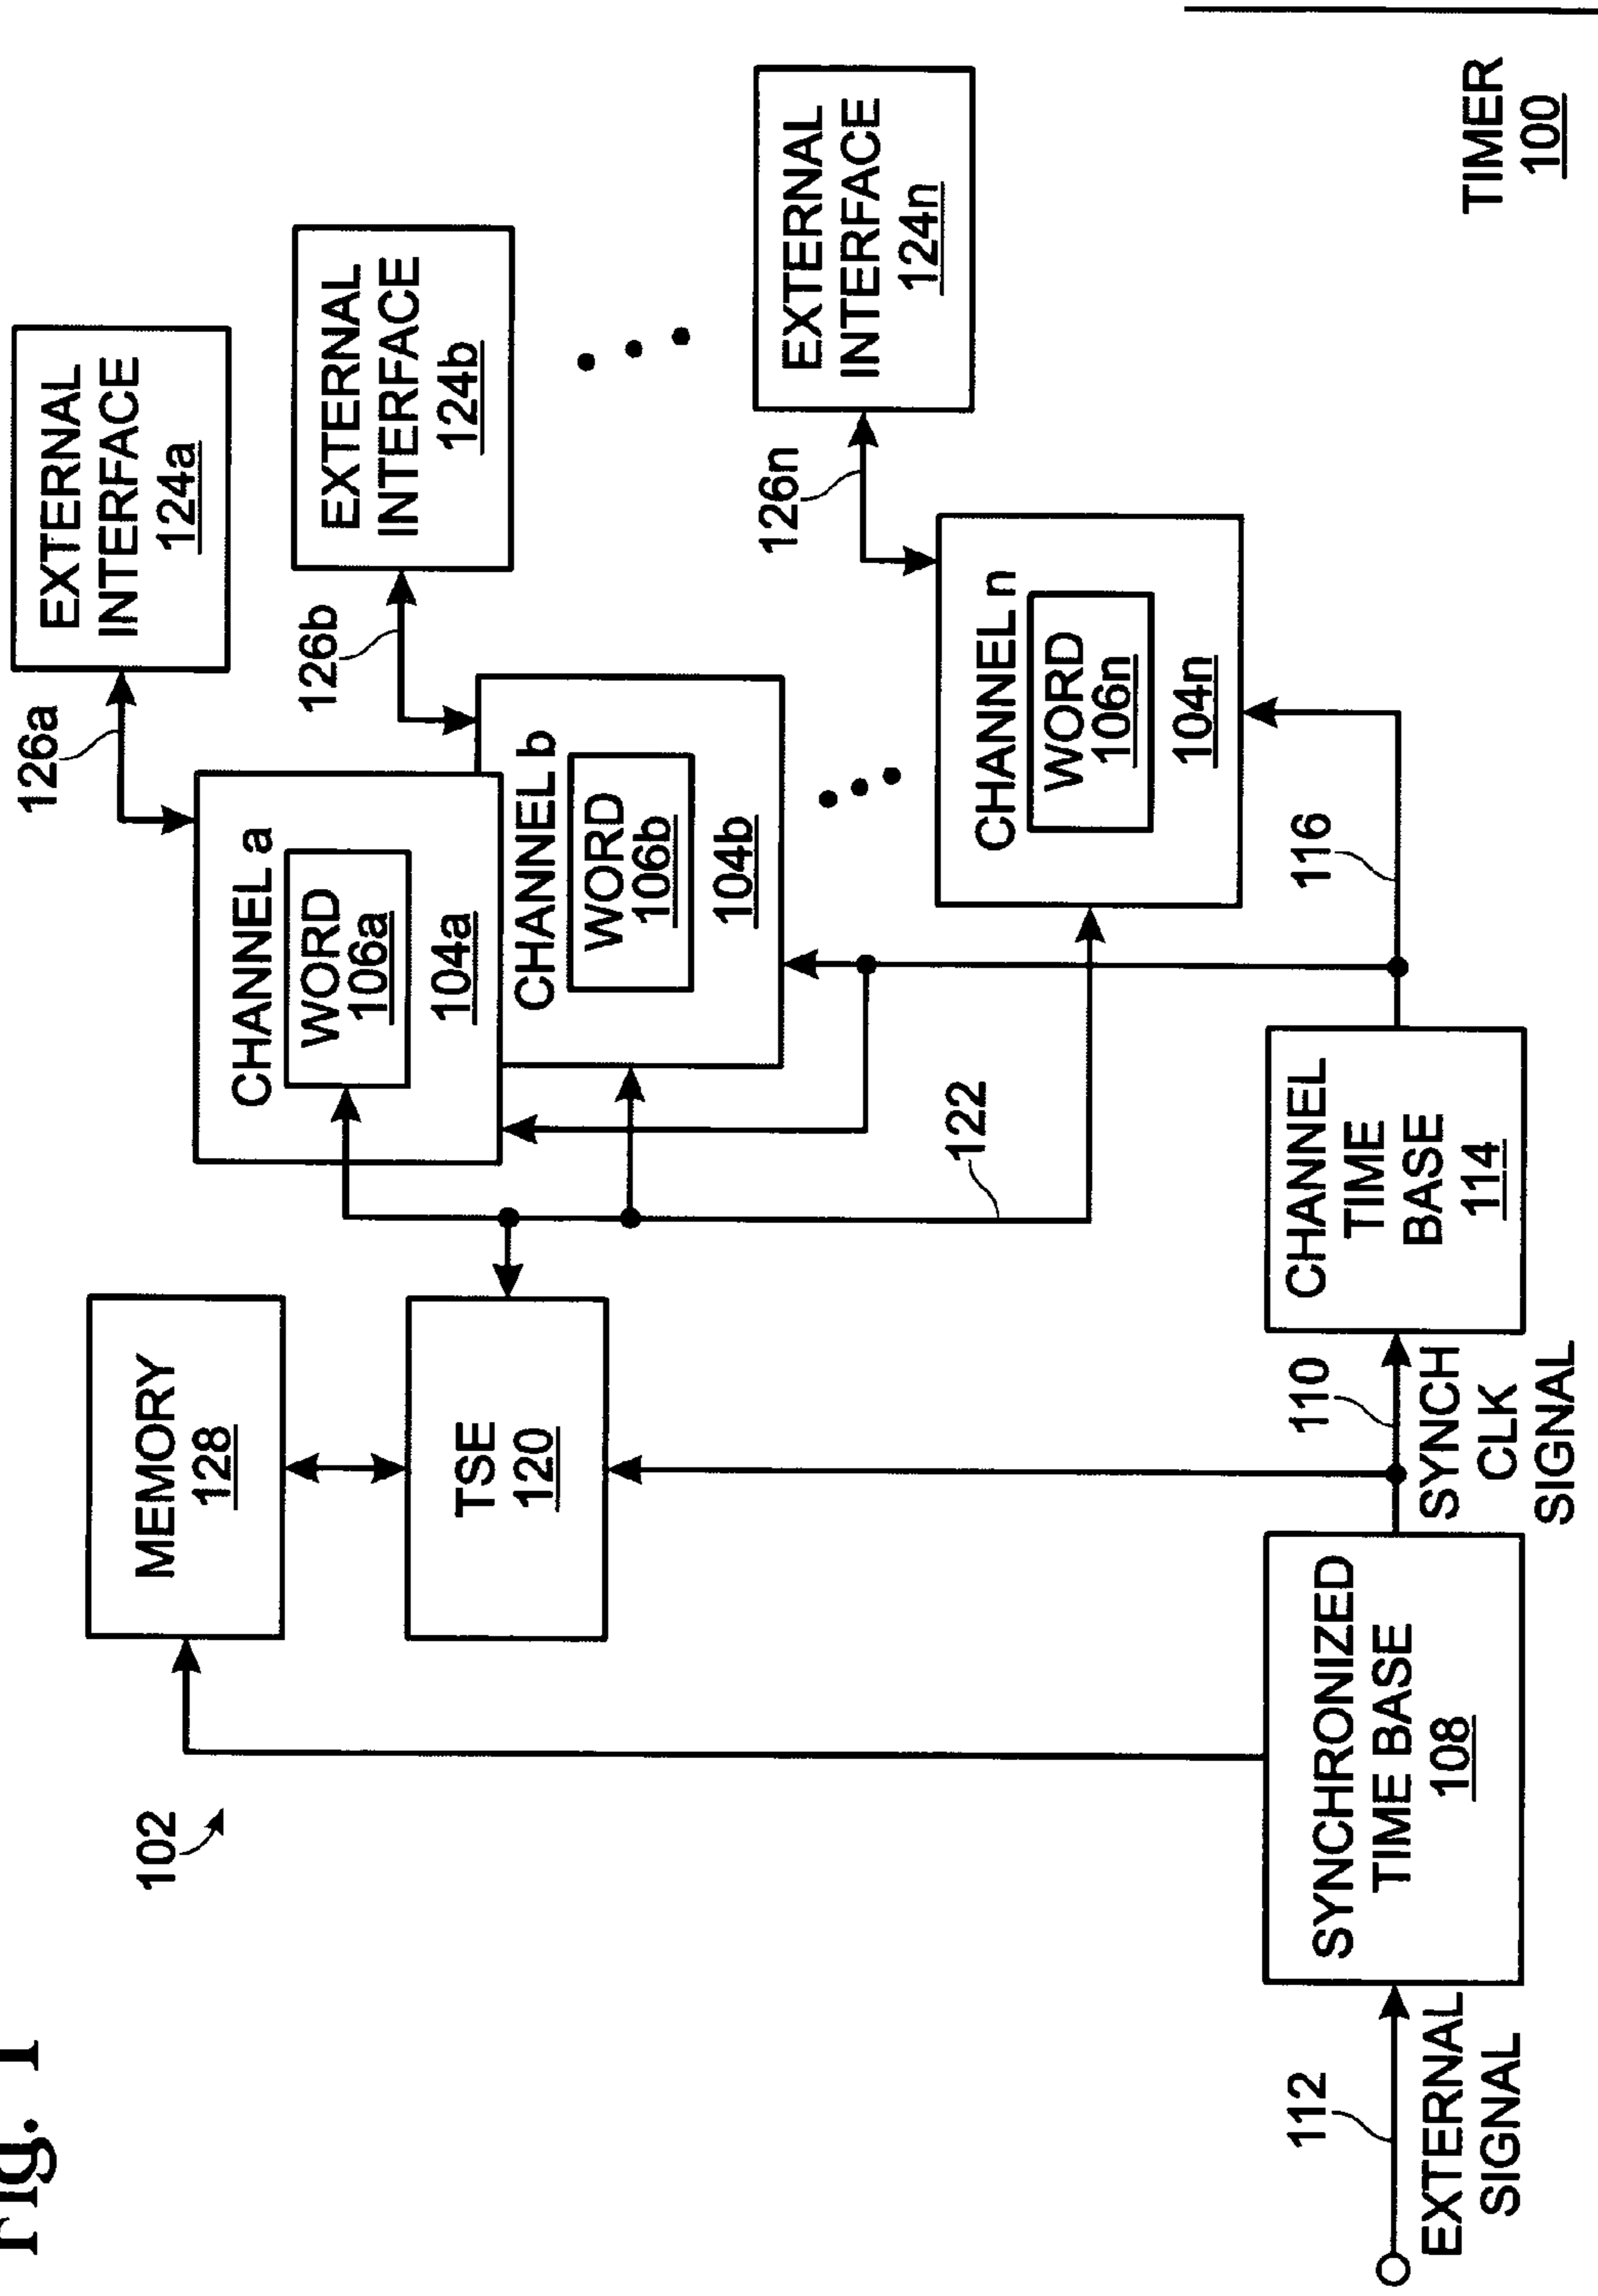 Fig. 1
102
MEMORY
128
TSE
120
126a
EXTERNAL
INTERFACE
124a
CHANNEL a
WORD
106a
104a
126b
EXTERNAL
INTERFACE
124b
CHANNEL b
WORD
106b
104b
126n
EXTERNAL
INTERFACE
124n
CHANNEL n
WORD
106n
104n
122
116
112
EXTERNAL
SIGNAL
SYNCHRONIZED
TIME BASE
108
110
SYNCH
CLK
SIGNAL
CHANNEL
TIME
BASE
114
TIMER
100